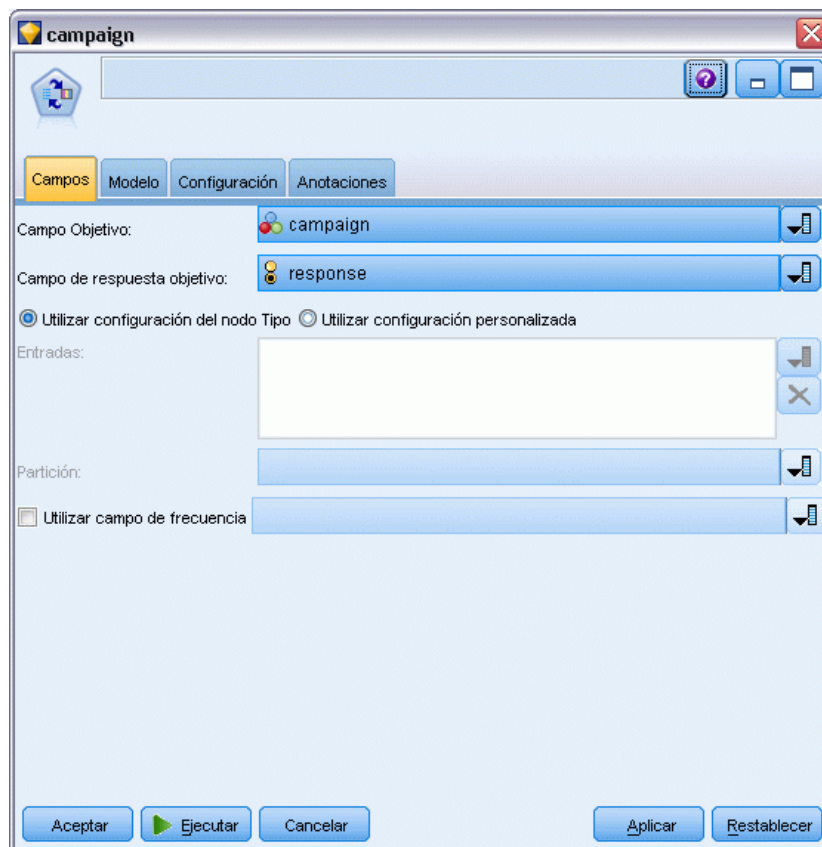 campaign
Campos Modelo Configuración Anotaciones
Campo Objetivo: campaign
Campo de respuesta objetivo: response
Utilizar configuración del nodo Tipo Utilizar configuración personalizada
Entradas:
Partición:
Utilizar campo de frecuencia
Aceptar Ejecutar Cancelar Aplicar Restablecer